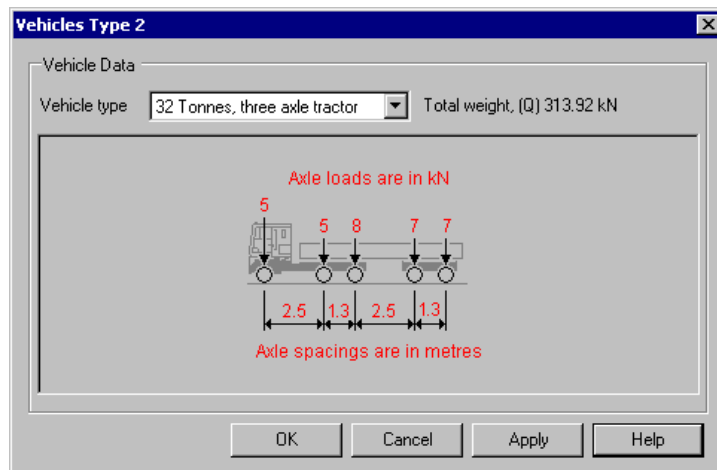 Vehicles Type 2
Vehicle Data
Vehicle type 32 Tonnes, three axle tractor Total weight, (Q) 313.92 kN
Axle loads are in kN
5 5 8 7 7
2.5 1.3 2.5 1.3
Axle spacings are in metres
OK Cancel Apply Help